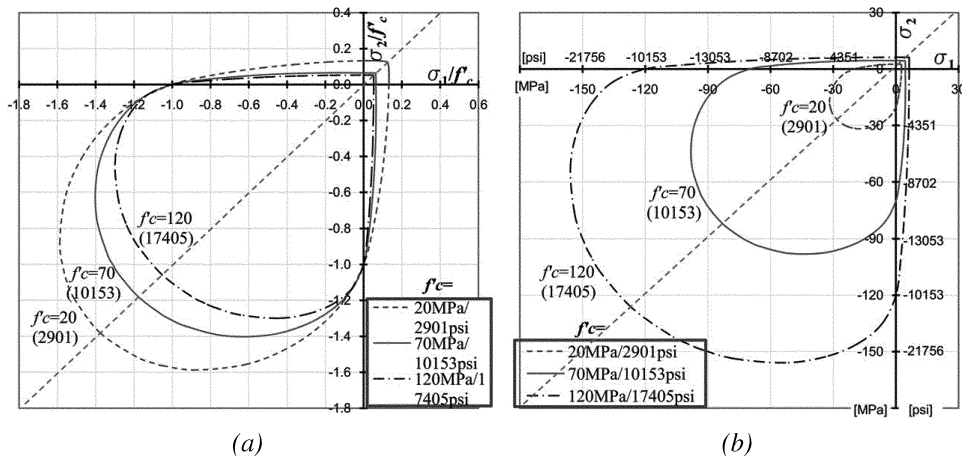 0.4
0.2
0.0
-0.2
-0.4
-0.6
-0.8
-1.0
-1.2
-1.4
-1.6
-1.8
-1.8 -1.6 -1.4 -1.2 -1.0 -0.8 -0.6 -0.4 -0.2 0.0 0.2 0.4 0.6
σ2/f'c
σ1/f'c
f'c=120
(17405)
f'c=70
(10153)
f'c=20
(2901)
f'c=
20MPa/
2901psi
70MPa/
10153psi
120MPa/1
7405psi
(a)
30
0
-30
-60
-90
-120
-150
σ2
σ1
[psi] -21756 -10153 -13053 -8702 -4351
[MPa] -150 -120 -90 -60 -30 0 30
4351
-8702
-13053
-10153
-21756
[MPa] [psi]
f'c=20
(2901)
f'c=70
(10153)
f'c=120
(17405)
f'c=
20MPa/2901psi
70MPa/10153psi
120MPa/17405psi
(b)